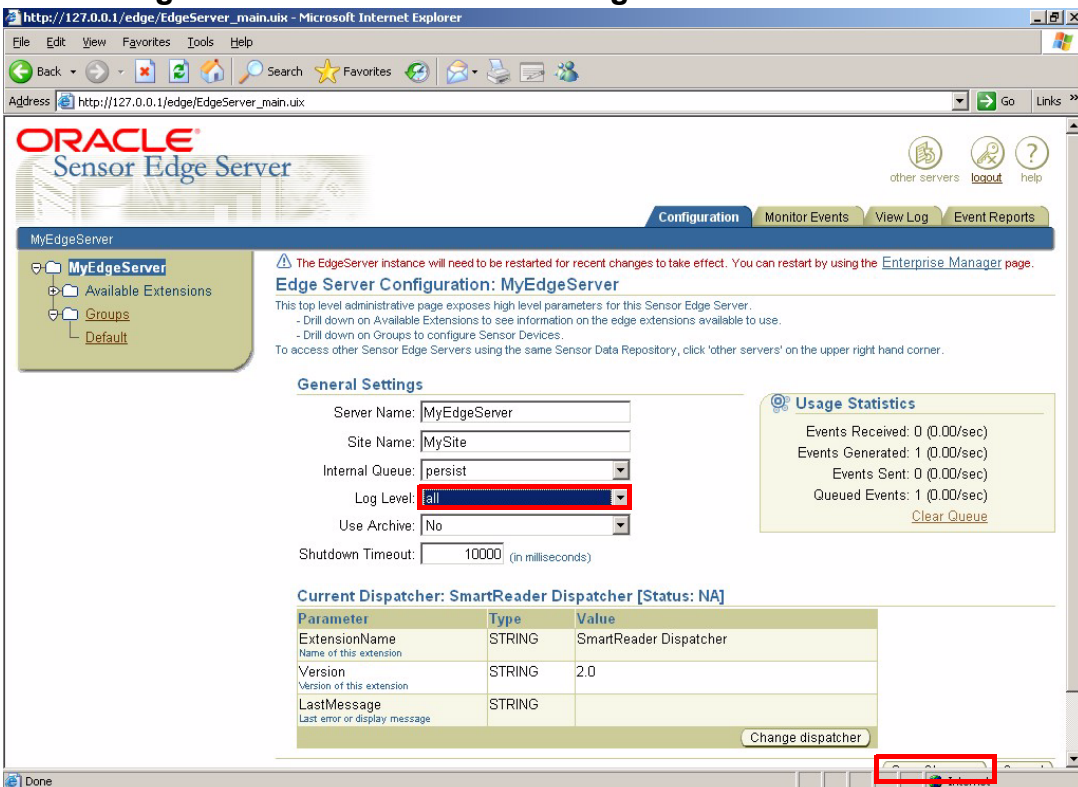 http://127.0.0.1/edge/EdgeServer_main.uix - Microsoft Internet Explorer
File Edit View Favorites Tools Help
Back Search Favorites
Address http://127.0.0.1/edge/EdgeServer_main.uix Go Links »
ORACLE
Sensor Edge Server
other servers logout help
Configuration Monitor Events View Log Event Reports
MyEdgeServer
MyEdgeServer
Available Extensions
Groups
Default
The EdgeServer instance will need to be restarted for recent changes to take effect. You can restart by using the Enterprise Manager page.
Edge Server Configuration: MyEdgeServer
This top level administrative page exposes high level parameters for this Sensor Edge Server.
- Drill down on Available Extensions to see information on the edge extensions available to use.
- Drill down on Groups to configure Sensor Devices.
To access other Sensor Edge Servers using the same Sensor Data Repository, click 'other servers' on the upper right hand corner.
General Settings
Server Name: MyEdgeServer
Site Name: MySite
Internal Queue: persist
Log Level: all
Use Archive: No
Shutdown Timeout: 10000 (in milliseconds)
Usage Statistics
Events Received: 0 (0.00/sec)
Events Generated: 1 (0.00/sec)
Events Sent: 0 (0.00/sec)
Queued Events: 1 (0.00/sec)
Clear Queue
Current Dispatcher: SmartReader Dispatcher [Status: NA]
Parameter Type Value
ExtensionName STRING SmartReader Dispatcher
Name of this extension
Version STRING 2.0
Version of this extension
LastMessage STRING
Last error or display message
Change dispatcher
Done Internet